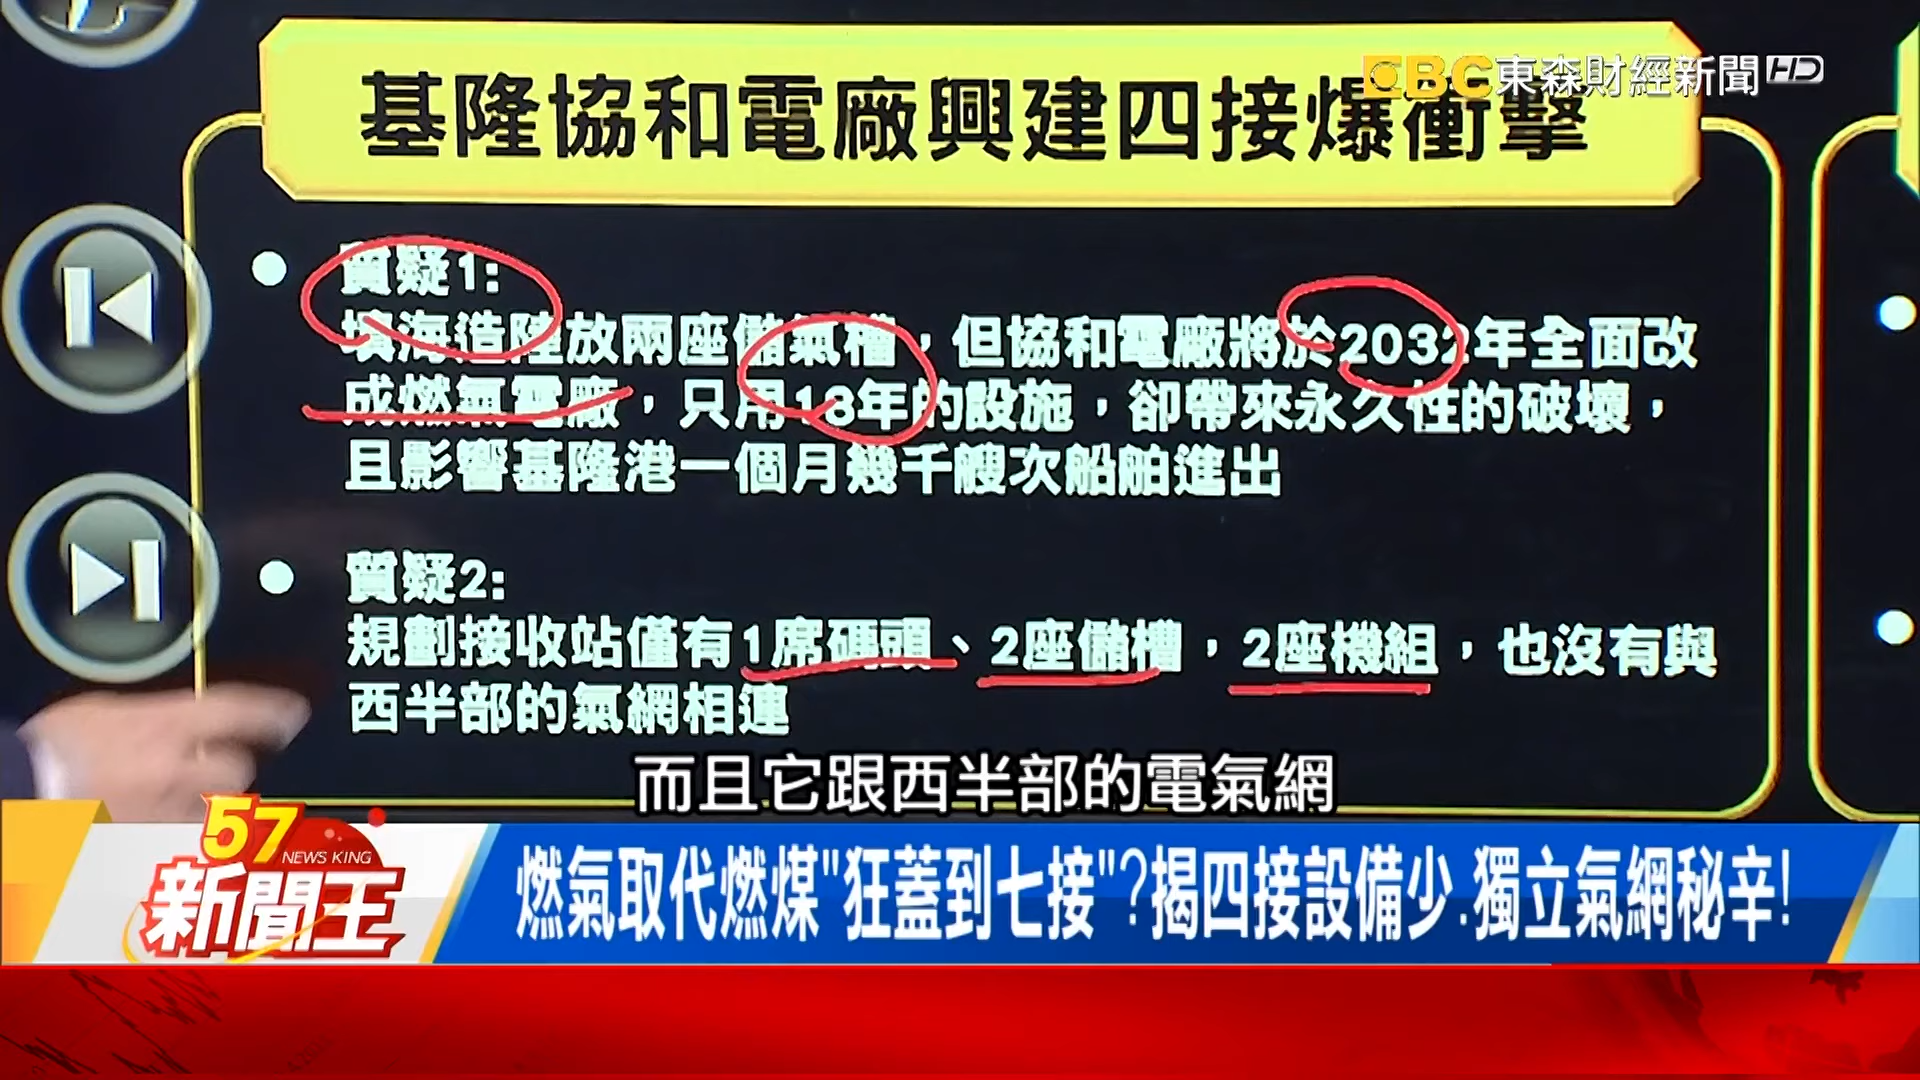 EBC東森財經新聞HD
基隆協和電廠興建四接爆衝擊
質疑1:
填海造陸放兩座儲氣槽，但協和電廠將於2032年全面改
成燃氣電廠，只用18年的設施，卻帶來永久性的破壞，
且影響基隆港一個月幾千艘次船舶進出
質疑2:
規劃接收站僅有1席碼頭、2座儲槽，2座機組，也沒有與
西半部的氣網相連
而且它跟西半部的電氣網
57
NEWS KING
新聞王
燃氣取代燃煤"狂蓋到七接"?揭四接設備少.獨立氣網秘辛!